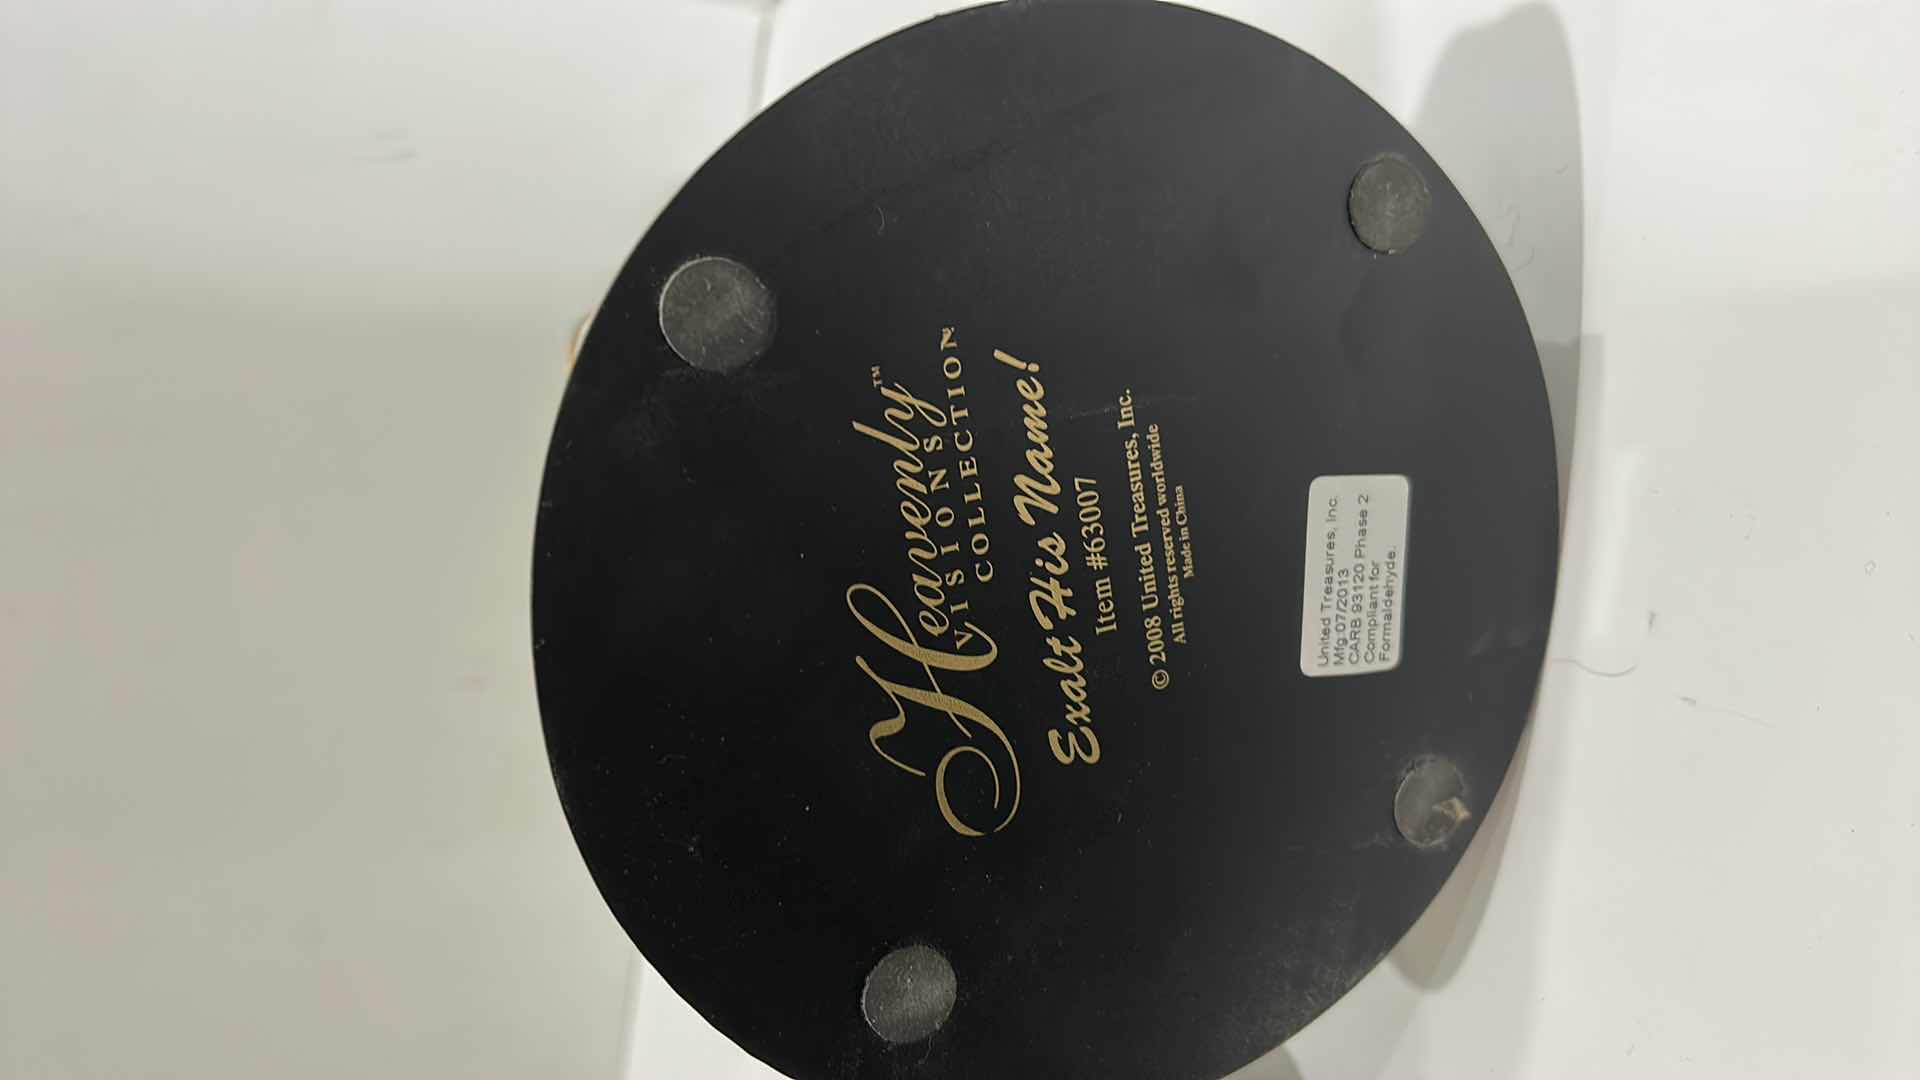 Heavenly™
VISIONS
COLLECTION
Exalt His Name!
Item #63007
© 2008 United Treasures, Inc.
All rights reserved worldwide
Made in China
United Treasures, Inc.
Mfg:07/2013
CARB 93120 Phase 2
Compliant for
Formaldehyde.